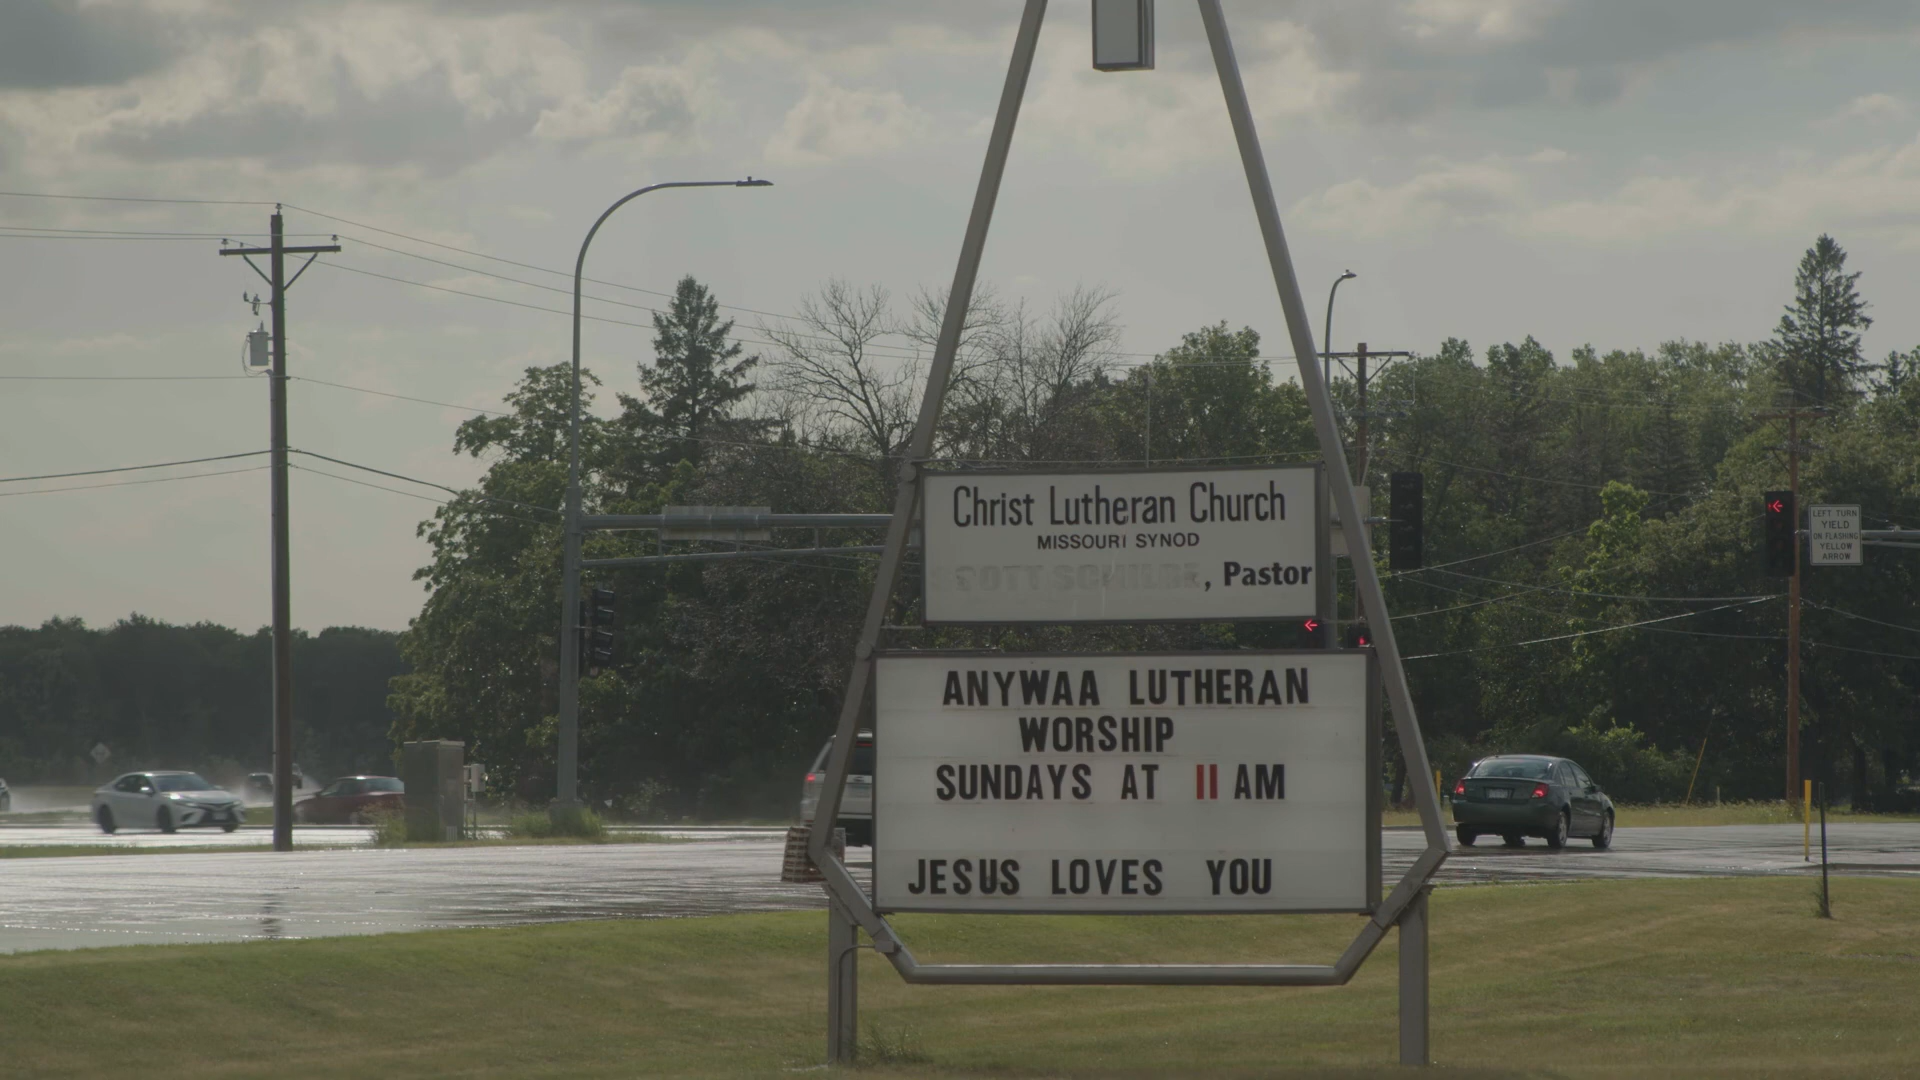 Christ Lutheran Church
MISSOURI SYNOD
, Pastor
ANYWAA LUTHERAN
WORSHIP
SUNDAYS AT 11 AM
JESUS LOVES YOU
LEFT TURN
YIELD
ON FLASHING
YELLOW
ARROW